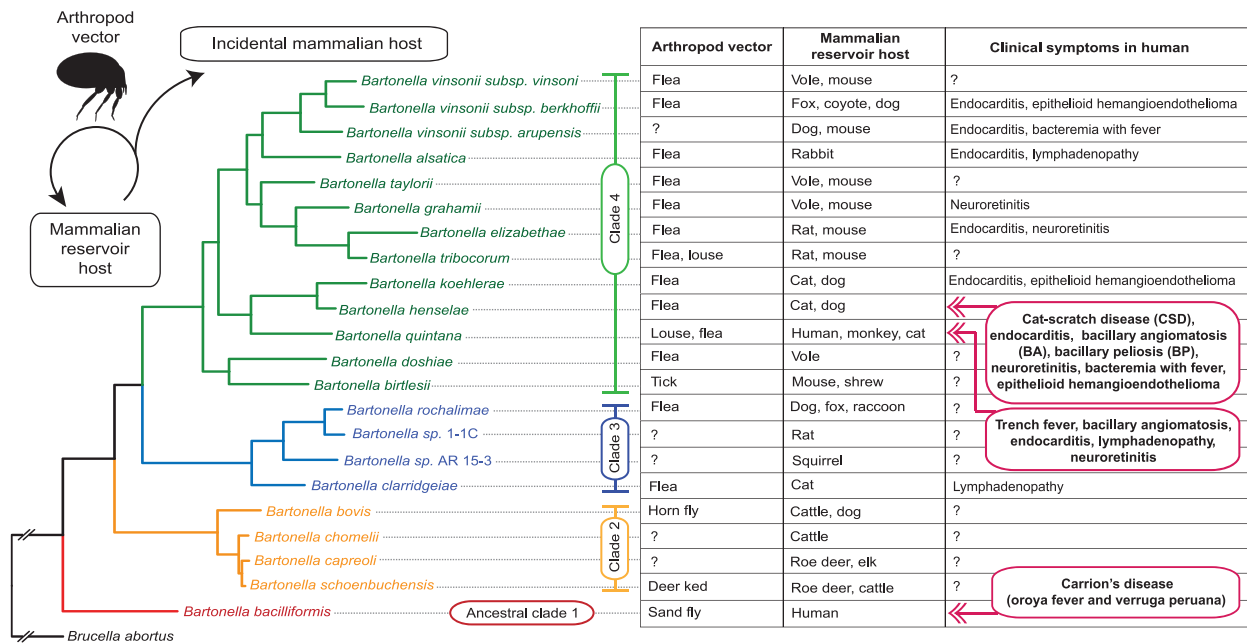 Arthropod
vector
Incidental mammalian host
Mammalian
reservoir
host
Arthropod vector
Mammalian
reservoir host
Clinical symptoms in human
Bartonella vinsonii subsp. vinsoni Flea Vole, mouse ?
Bartonella vinsonii subsp. berkhoffii Flea Fox, coyote, dog Endocarditis, epithelioid hemangioendothelioma
Bartonella vinsonii subsp. arupensis ? Dog, mouse Endocarditis, bacteremia with fever
Bartonella alsatica Flea Rabbit Endocarditis, lymphadenopathy
Bartonella taylorii Flea Vole, mouse ?
Bartonella grahamii Flea Vole, mouse Neuroretinitis
Bartonella elizabethae Flea Rat, mouse Endocarditis, neuroretinitis
Bartonella tribocorum Flea, louse Rat, mouse ?
Bartonella koehlerae Flea Cat, dog Endocarditis, epithelioid hemangioendothelioma
Bartonella henselae Flea Cat, dog
Bartonella quintana Louse, flea Human, monkey, cat
Bartonella doshiae Flea Vole ?
Bartonella birtlesii Tick Mouse, shrew ?
Clade 4
Cat-scratch disease (CSD),
endocarditis, bacillary angiomatosis
(BA), bacillary peliosis (BP),
neuroretinitis, bacteremia with fever,
epithelioid hemangioendothelioma
Bartonella rochalimae Flea Dog, fox, raccoon ?
Bartonella sp. 1-1C ? Rat ?
Bartonella sp. AR 15-3 ? Squirrel ?
Bartonella clarridgeiae Flea Cat Lymphadenopathy
Clade 3
Trench fever, bacillary angiomatosis,
endocarditis, lymphadenopathy,
neuroretinitis
Bartonella bovis Horn fly Cattle, dog ?
Bartonella chomelii ? Cattle ?
Bartonella capreoli ? Roe deer, elk ?
Bartonella schoenbuchensis Deer ked Roe deer, cattle ?
Clade 2
Bartonella bacilliformis Ancestral clade 1 Sand fly Human
Carrion's disease
(oroya fever and verruga peruana)
Brucella abortus